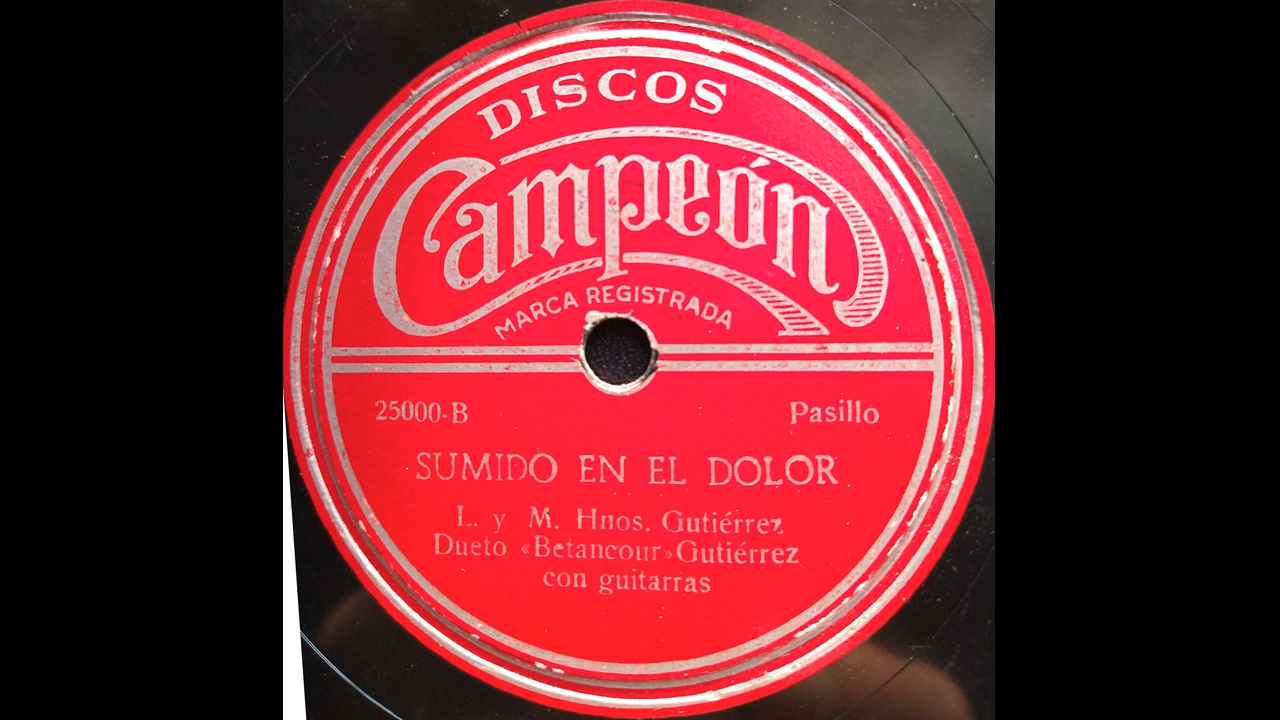 DISCOS
Campeón
MARCA REGISTRADA
25000-B Pasillo
SUMIDO EN EL DOLOR
L. y M. Hnos. Gutiérrez
Dueto «Betancour» Gutiérrez
con guitarras